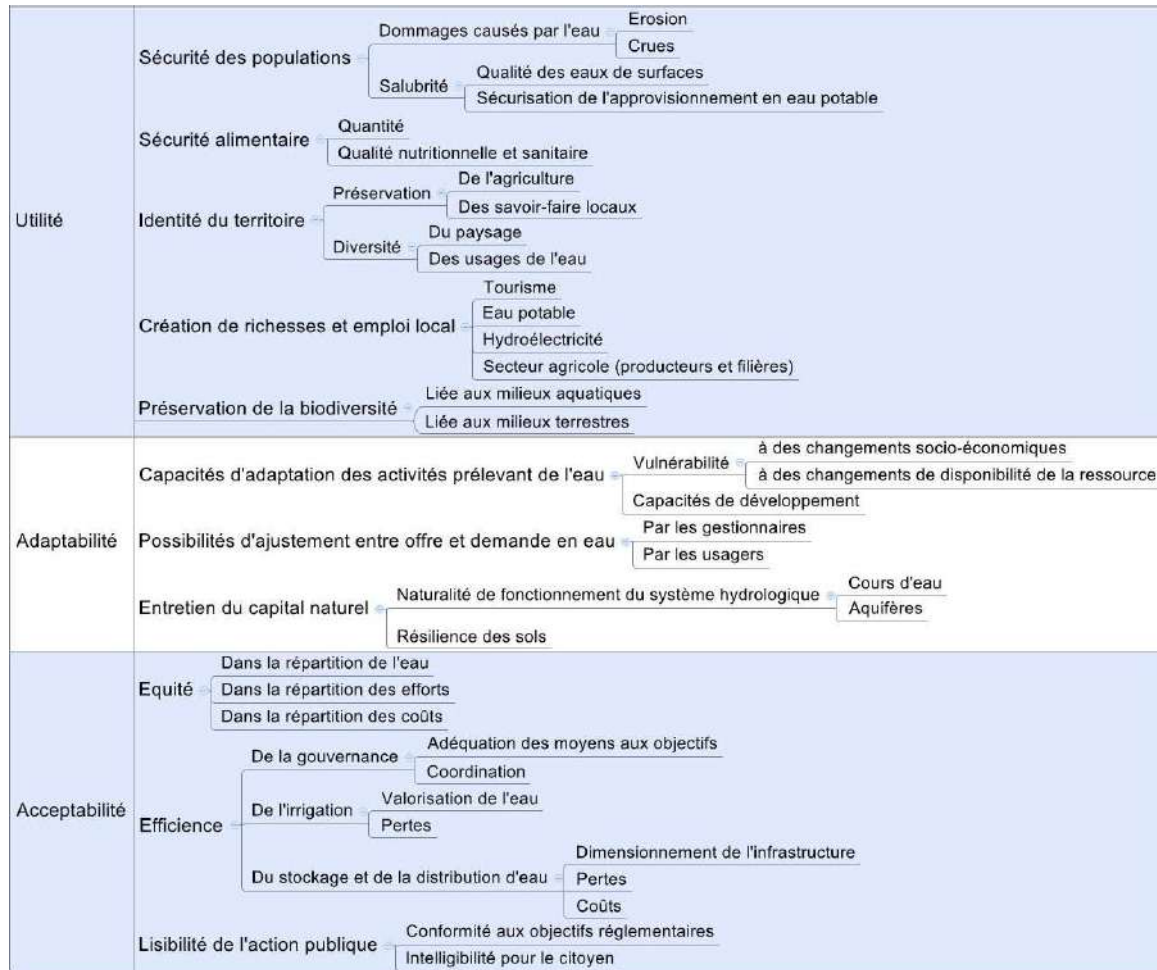 Utilité
Sécurité des populations
Dommages causés par l'eau
Erosion
Crues
Salubrité
Qualité des eaux de surfaces
Sécurisation de l'approvisionnement en eau potable
Sécurité alimentaire
Quantité
Qualité nutritionnelle et sanitaire
Identité du territoire
Préservation
De l'agriculture
Des savoir-faire locaux
Diversité
Du paysage
Des usages de l'eau
Création de richesses et emploi local
Tourisme
Eau potable
Hydroélectricité
Secteur agricole (producteurs et filières)
Préservation de la biodiversité
Liée aux milieux aquatiques
Liée aux milieux terrestres
Adaptabilité
Capacités d'adaptation des activités prélevant de l'eau
Vulnérabilité
à des changements socio-économiques
à des changements de disponibilité de la ressource
Capacités de développement
Possibilités d'ajustement entre offre et demande en eau
Par les gestionnaires
Par les usagers
Entretien du capital naturel
Naturalité de fonctionnement du système hydrologique
Cours d'eau
Aquifères
Résilience des sols
Acceptabilité
Equité
Dans la répartition de l'eau
Dans la répartition des efforts
Dans la répartition des coûts
Efficience
De la gouvernance
Adéquation des moyens aux objectifs
Coordination
De l'irrigation
Valorisation de l'eau
Pertes
Du stockage et de la distribution d'eau
Dimensionnement de l'infrastructure
Pertes
Coûts
Lisibilité de l'action publique
Conformité aux objectifs réglementaires
Intelligibilité pour le citoyen